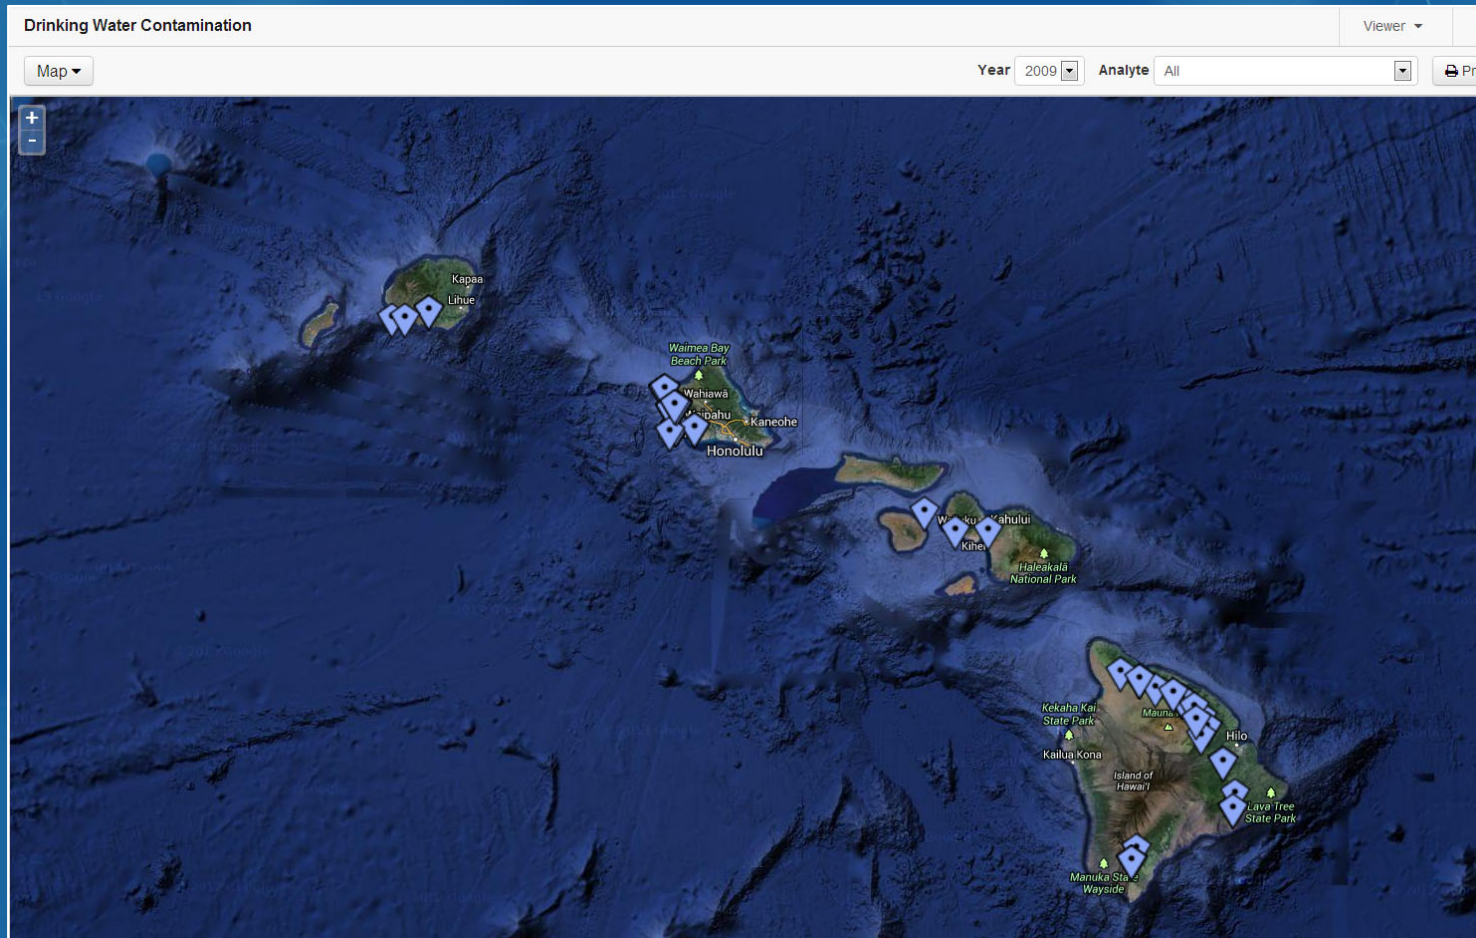 Drinking Water Contamination
Viewer
Map
Year 2009 Analyte All
Pr
+
-
Kapaa
Lihue
Waimea Bay
Beach Park
Wahiawā
Kaneohe
Honolulu
Kahului
Haleakalā
National Park
Kekaha Kai
State Park
Hilo
Kailua Kona
Island of
Hawai'i
Lava Tree
State Park
Wayside